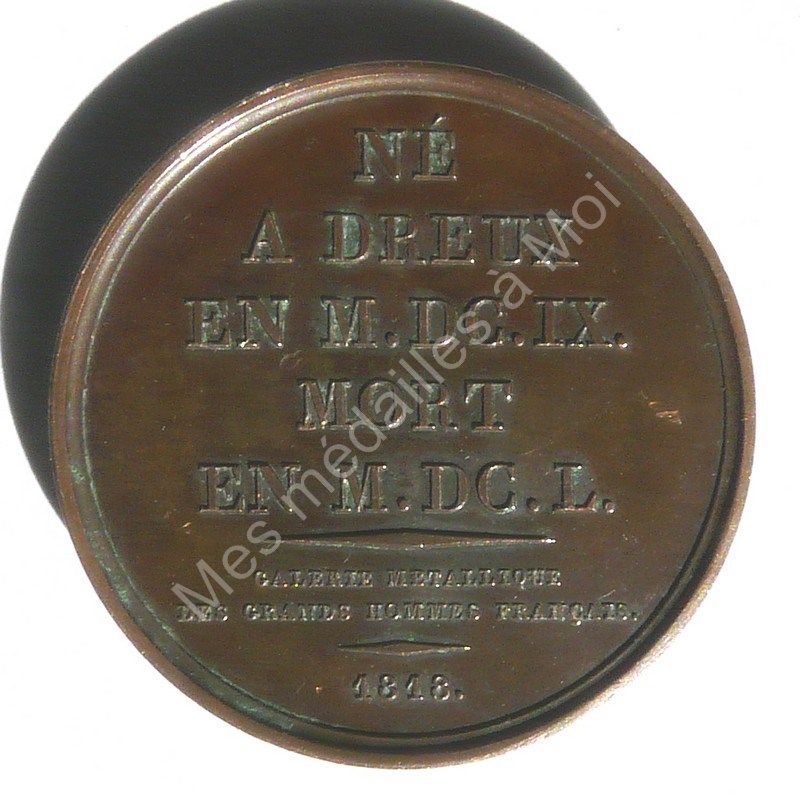 NÉ
A DREUX
EN M.DC.IX.
MORT
EN M.DC.L.
GALERIE METALLIQUE
DES GRANDS HOMMES FRANÇAIS.
1818.
Mes médailles à Moi